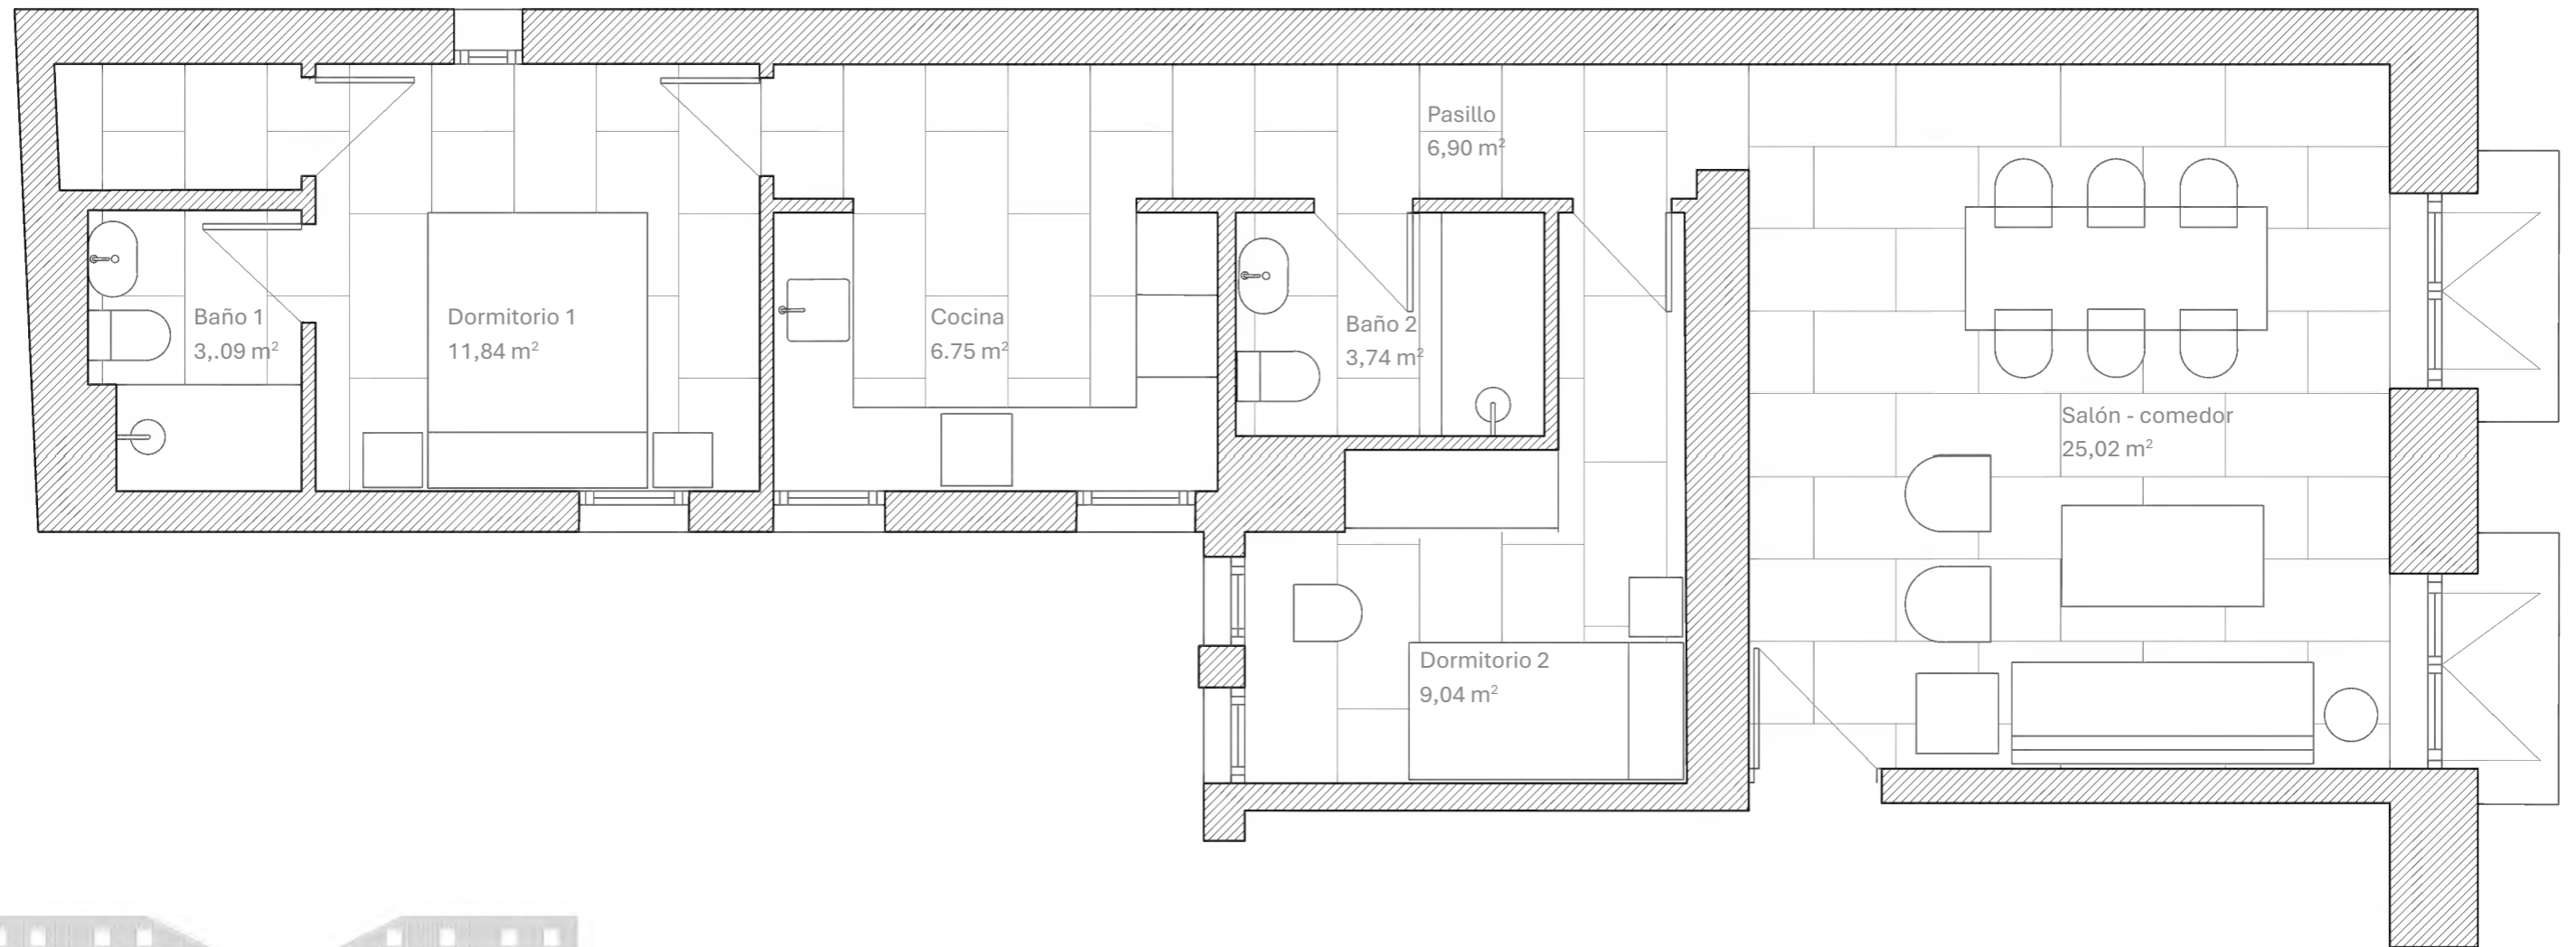 Pasillo
6,90 m²
Baño 1
3,.09 m²
Dormitorio 1
11,84 m²
Cocina
6.75 m²
Baño 2
3,74 m²
Salón - comedor
25,02 m²
Dormitorio 2
9,04 m²